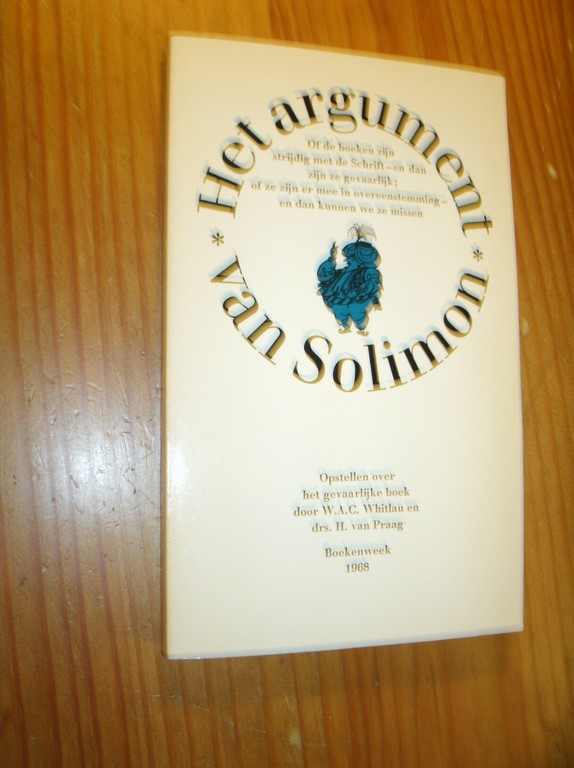 Het argument
Of de boeken zijn
strijdig met de Schrift–en dan
zijn ze gevaarlijk;
of ze zijn er mee in overeenstemming–
en dan kunnen we ze missen
* van Solimon *
Opstellen over
het gevaarlijke boek
door W.A.C. Whitlau en
drs. H. van Praag
Boekenweek
1968